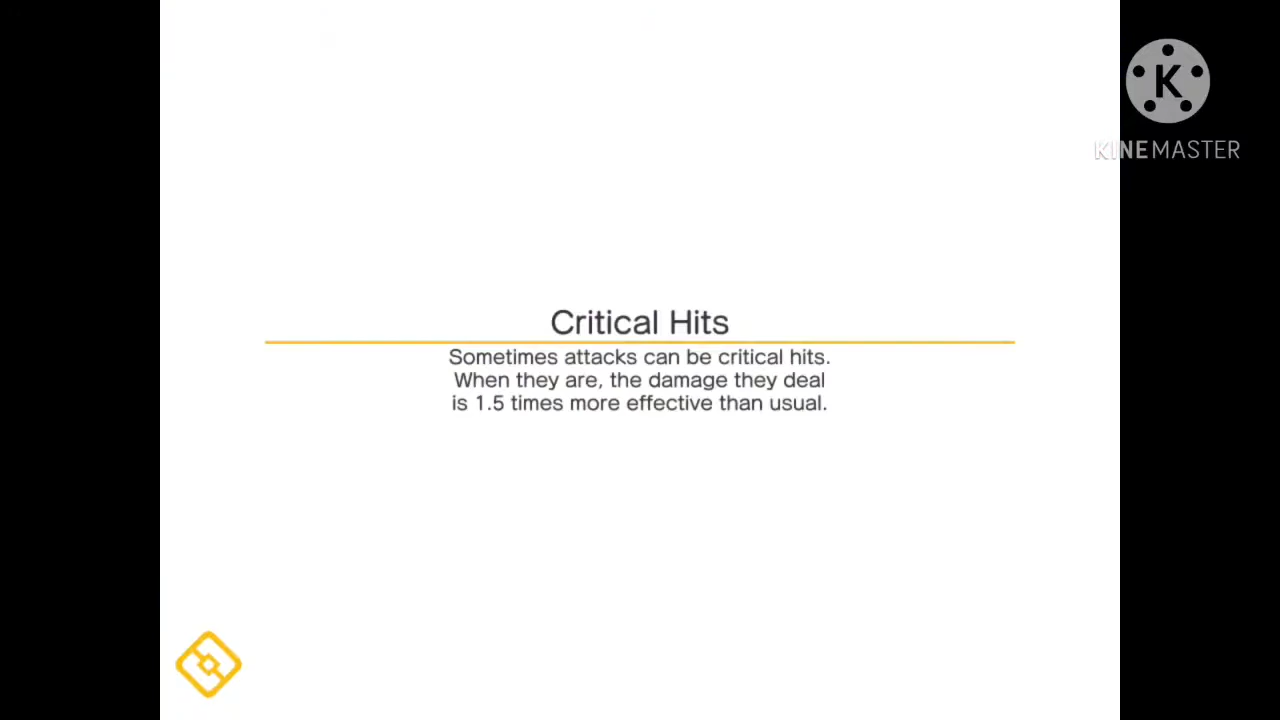 K
KINEMASTER
Critical Hits
Sometimes attacks can be critical hits.
When they are, the damage they deal
is 1.5 times more effective than usual.